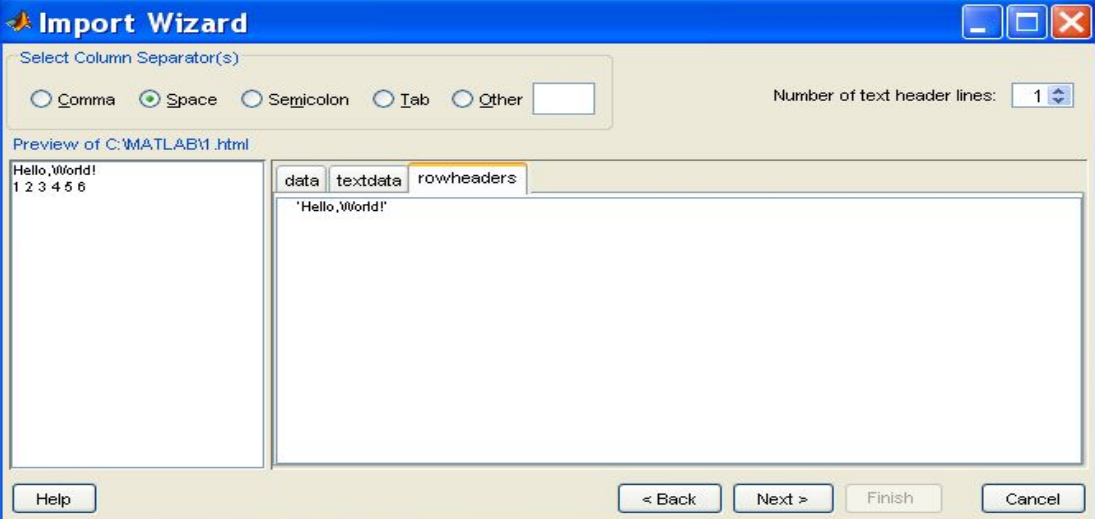 Import Wizard
Select Column Separator(s)
Comma Space Semicolon Tab Other
Number of text header lines: 1
Preview of C:\MATLAB\1.html
Hello,World!
1 2 3 4 5 6
data textdata rowheaders
'Hello,World!'
Help < Back Next > Finish Cancel